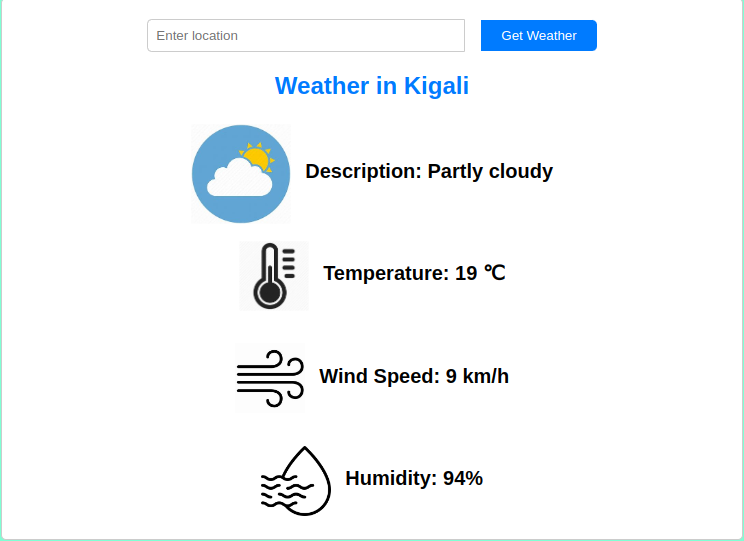 Enter location
Get Weather
Weather in Kigali
Description: Partly cloudy
Temperature: 19 ℃
Wind Speed: 9 km/h
Humidity: 94%